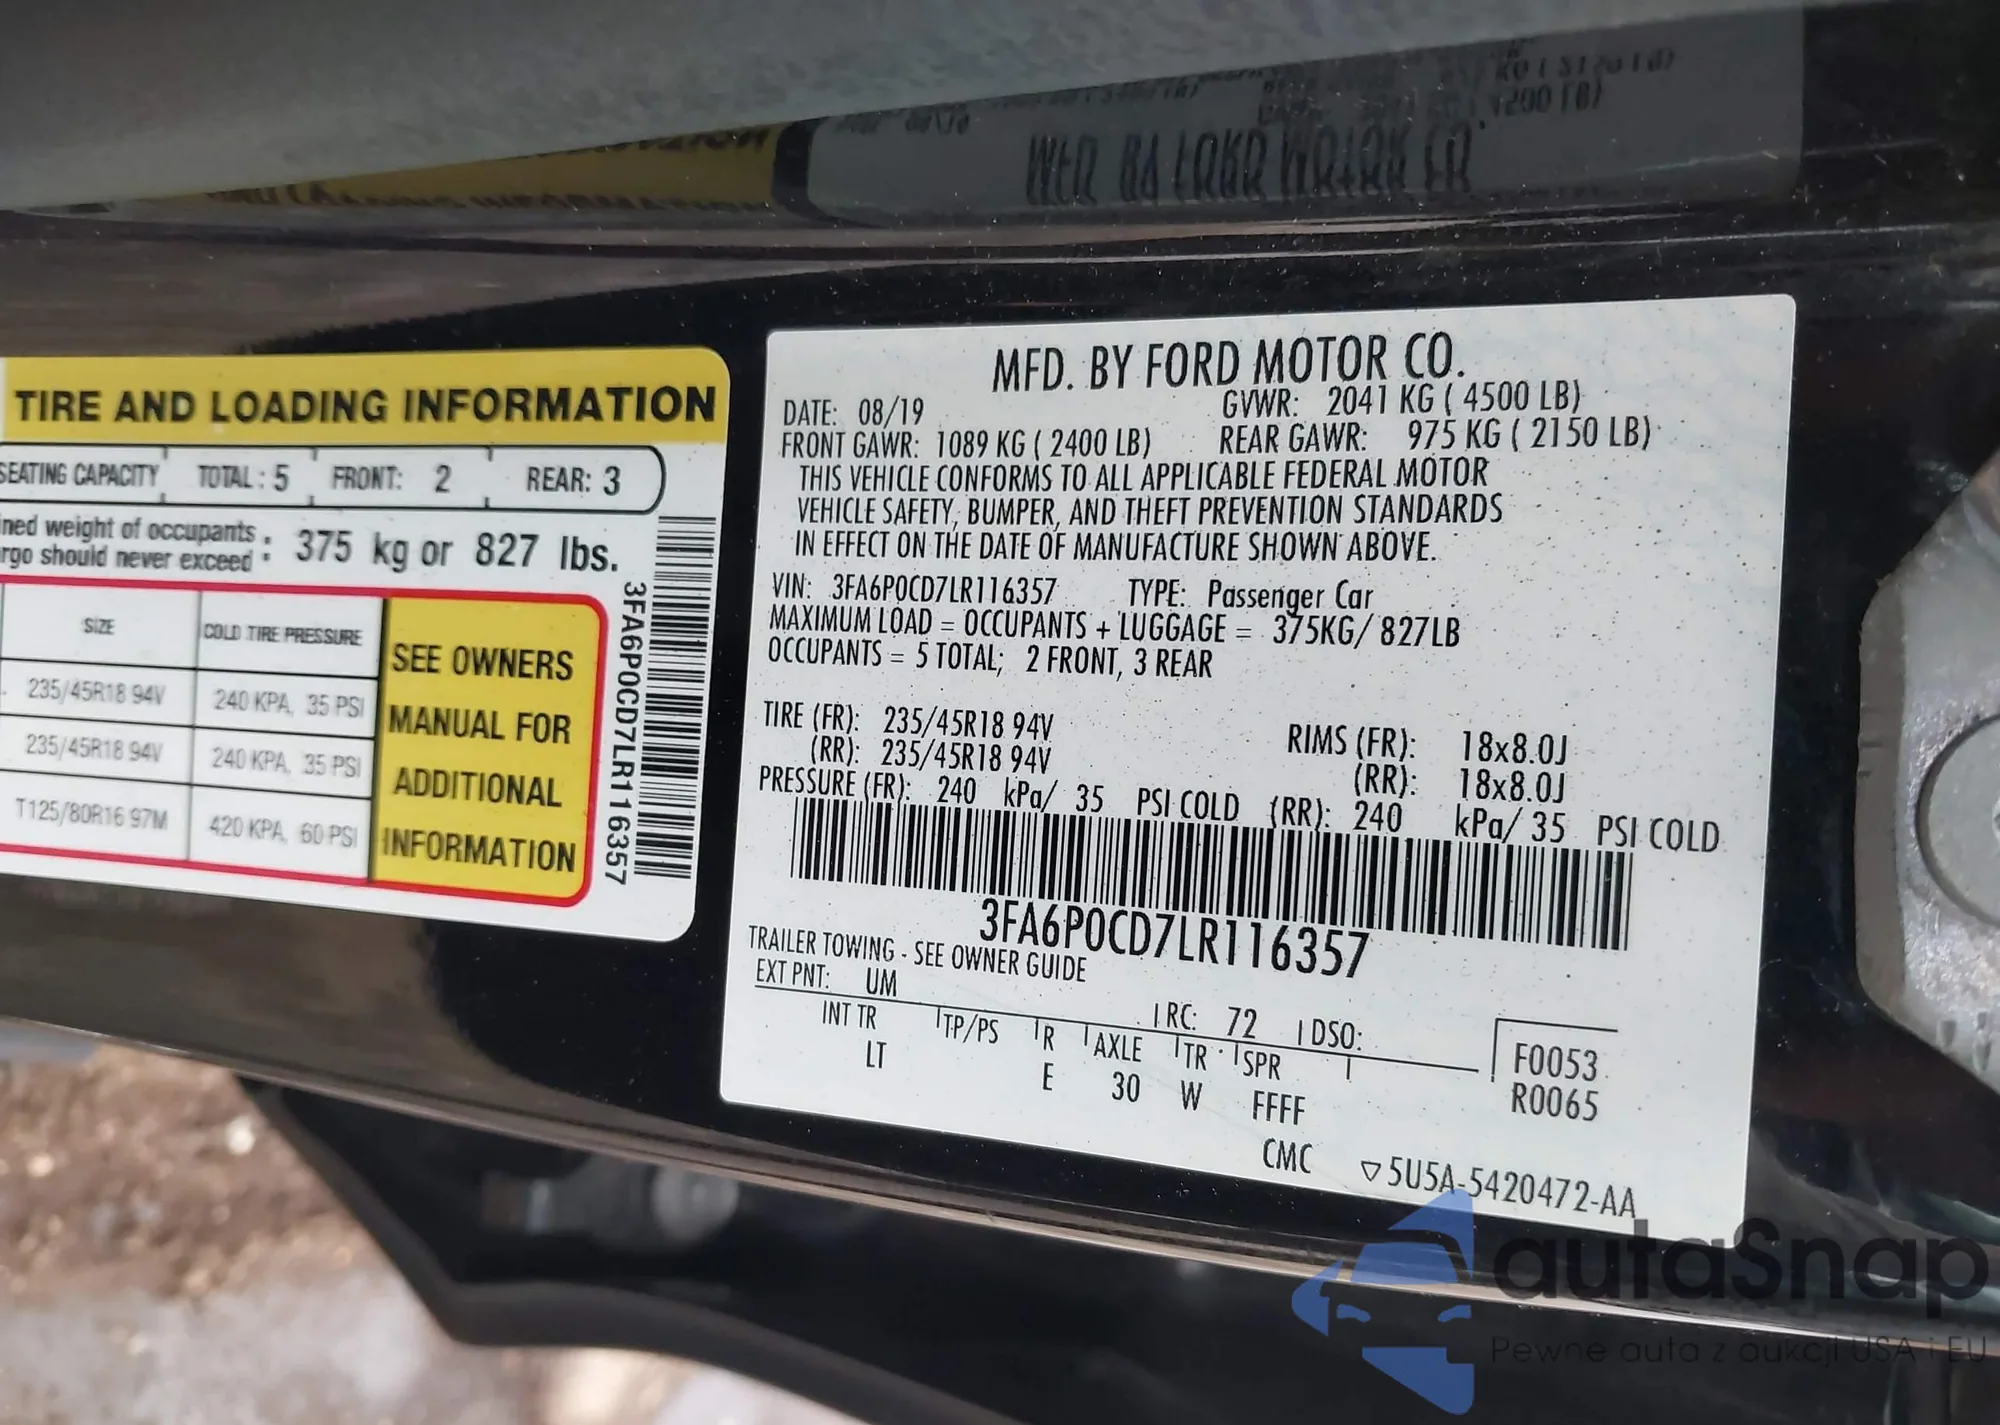 TIRE AND LOADING INFORMATION
SEATING CAPACITY TOTAL: 5 FRONT: 2 REAR: 3
weight of occupants
should never exceed : 375 kg or 827 lbs.
SIZE COLD TIRE PRESSURE
235/45R18 94V 240 KPA, 35 PSI
235/45R18 94V 240 KPA, 35 PSI
T125/80R16 97M 420 KPA, 60 PSI
SEE OWNERS
MANUAL FOR
ADDITIONAL
INFORMATION
3FA6P0CD7LR116357
MFD. BY FORD MOTOR CO.
DATE: 08/19 GVWR: 2041 KG ( 4500 LB)
FRONT GAWR: 1089 KG ( 2400 LB) REAR GAWR: 975 KG ( 2150 LB)
THIS VEHICLE CONFORMS TO ALL APPLICABLE FEDERAL MOTOR
VEHICLE SAFETY, BUMPER, AND THEFT PREVENTION STANDARDS
IN EFFECT ON THE DATE OF MANUFACTURE SHOWN ABOVE.
VIN: 3FA6P0CD7LR116357 TYPE: Passenger Car
MAXIMUM LOAD = OCCUPANTS + LUGGAGE = 375KG/ 827LB
OCCUPANTS = 5 TOTAL; 2 FRONT, 3 REAR
TIRE (FR): 235/45R18 94V RIMS (FR): 18x8.0J
(RR): 235/45R18 94V (RR): 18x8.0J
PRESSURE (FR): 240 kPa/ 35 PSI COLD (RR): 240 kPa/ 35 PSI COLD
3FA6P0CD7LR116357
TRAILER TOWING - SEE OWNER GUIDE
EXT PNT: UM RC: 72 DSO:
INT TR TP/PS R AXLE TR SPR
LT E 30 W FFFF
F0053
R0065
CMC ▽5U5A-5420472-AA
autaSnap
Pewne auta z aukcji USA i EU